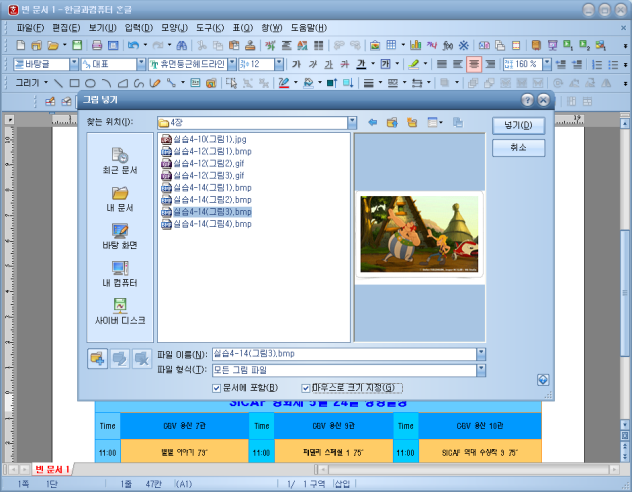 빈 문서 1 - 한글과컴퓨터 한글
파일(F) 편집(E) 보기(U) 입력(D) 모양(J) 도구(K) 표(Q) 창(W) 도움말(H)
바탕글 대표 휴먼둥근헤드라인 12 가 가 가 가 가 가 160 %
그리기
그림 넣기
찾는 위치(I): 4장
넣기(D)
취소
최근 문서
내 문서
바탕 화면
내 컴퓨터
사이버 디스크
실습4-10(그림1).jpg
실습4-12(그림1).bmp
실습4-12(그림2).gif
실습4-12(그림3).gif
실습4-14(그림1).bmp
실습4-14(그림2).bmp
실습4-14(그림3).bmp
실습4-14(그림4).bmp
파일 이름(N): 실습4-14(그림3).bmp
파일 형식(T): 모든 그림 파일
문서에 포함(B) 마우스로 크기 지정(G)
SICAF 영화제 5월 24일 상영일정
Time CGV 용산 7관 Time CGV 용산 9관 Time CGV 용산 10관
11:00 별별 이야기 73" 11:00 패밀리 스페셜 1 75" 11:00 SICAF 역대 수상작 3 75"
빈 문서 1
1쪽 1단 1줄 47칸 (A1) 1/ 1 구역 삽입